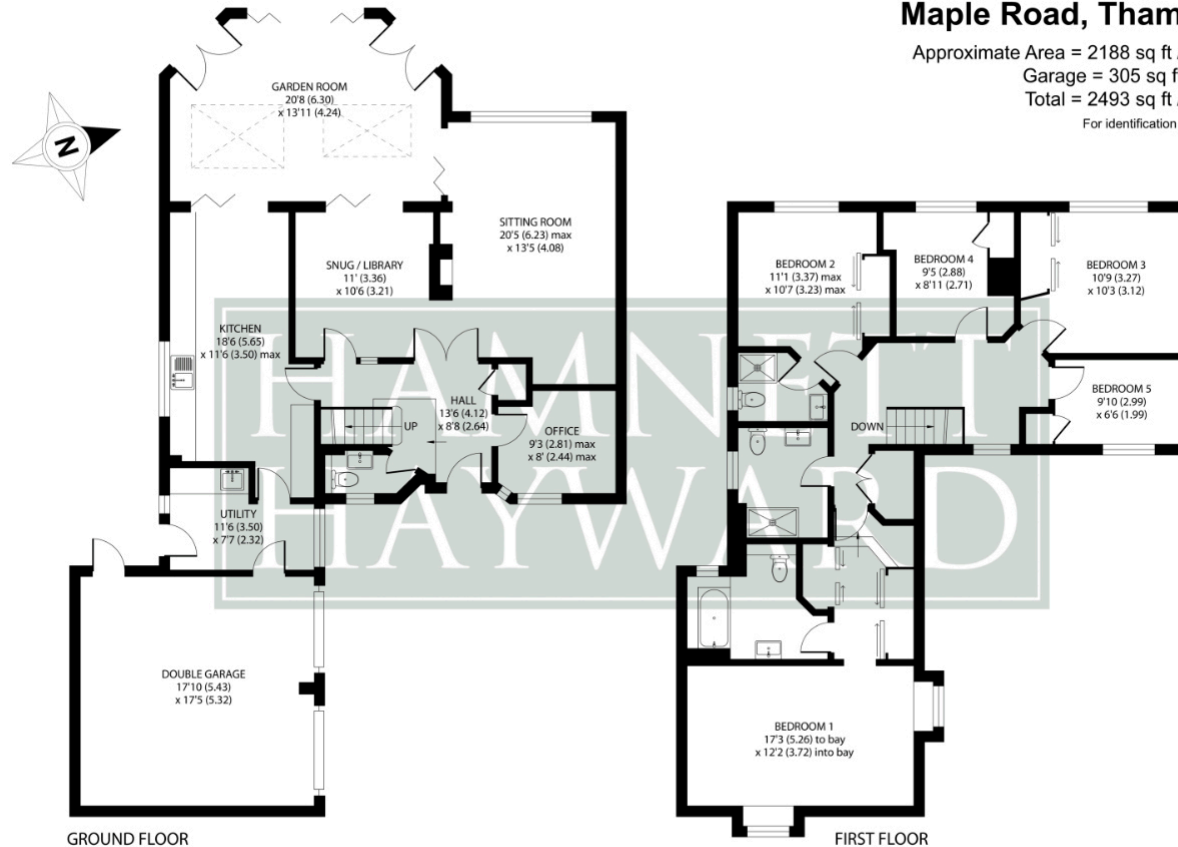 Maple Road, Tham
Approximate Area = 2188 sq ft /
Garage = 305 sq ft
Total = 2493 sq ft /
For identification
N
GARDEN ROOM
20'8 (6.30)
x 13'11 (4.24)
SITTING ROOM
20'5 (6.23) max
x 13'5 (4.08)
SNUG / LIBRARY
11' (3.36)
x 10'6 (3.21)
KITCHEN
18'6 (5.65)
x 11'6 (3.50) max
HALL
13'6 (4.12)
x 8'8 (2.64)
UP
OFFICE
9'3 (2.81) max
x 8' (2.44) max
UTILITY
11'6 (3.50)
x 7'7 (2.32)
DOUBLE GARAGE
17'10 (5.43)
x 17'5 (5.32)
GROUND FLOOR
BEDROOM 2
11'1 (3.37) max
x 10'7 (3.23) max
BEDROOM 4
9'5 (2.88)
x 8'11 (2.71)
BEDROOM 3
10'9 (3.27)
x 10'3 (3.12)
BEDROOM 5
9'10 (2.99)
x 6'6 (1.99)
DOWN
BEDROOM 1
17'3 (5.26) to bay
x 12'2 (3.72) into bay
FIRST FLOOR
HAMNETT
HAYWARD